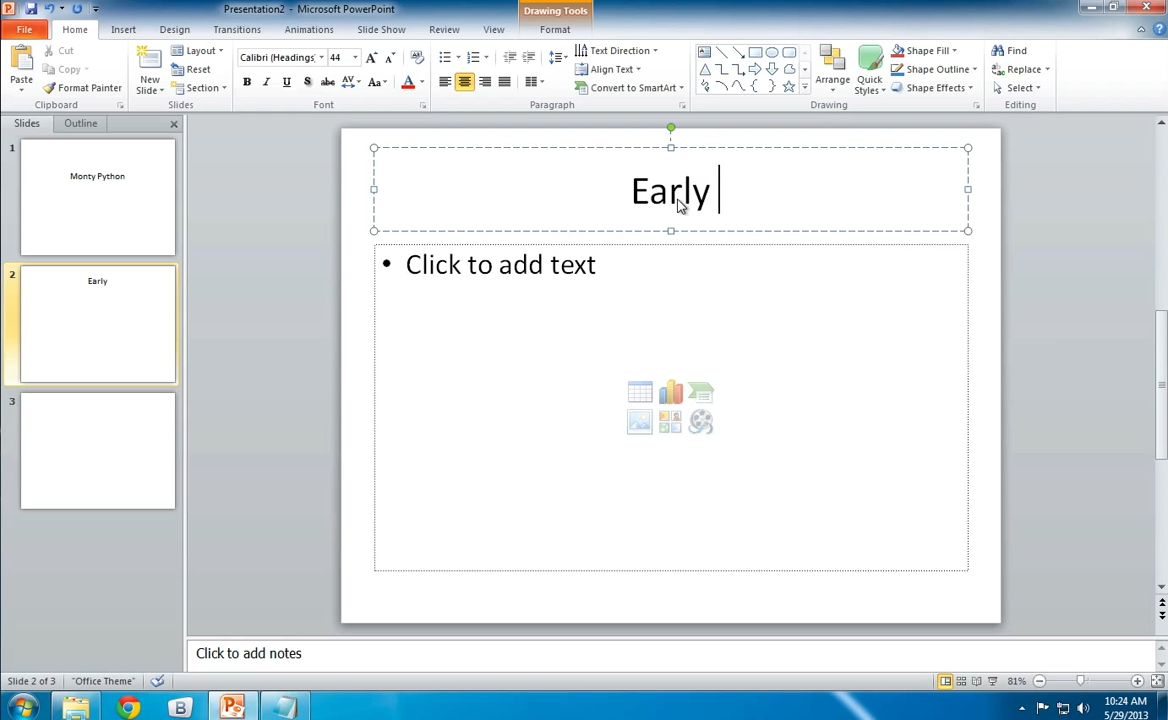 Presentation2 - Microsoft PowerPoint
Drawing Tools
File Home Insert Design Transitions Animations Slide Show Review View Format
Paste
Cut
Copy
Format Painter
Clipboard
New Slide
Layout
Reset
Section
Slides
Calibri (Headings) 44
Font
Text Direction
Align Text
Convert to SmartArt
Paragraph
Arrange
Quick Styles
Shape Fill
Shape Outline
Shape Effects
Drawing
Find
Replace
Select
Editing
Slides Outline
1
Monty Python
2
Early
3
Early
• Click to add text
Click to add notes
Slide 2 of 3 "Office Theme" 81%
10:24 AM
5/29/2013